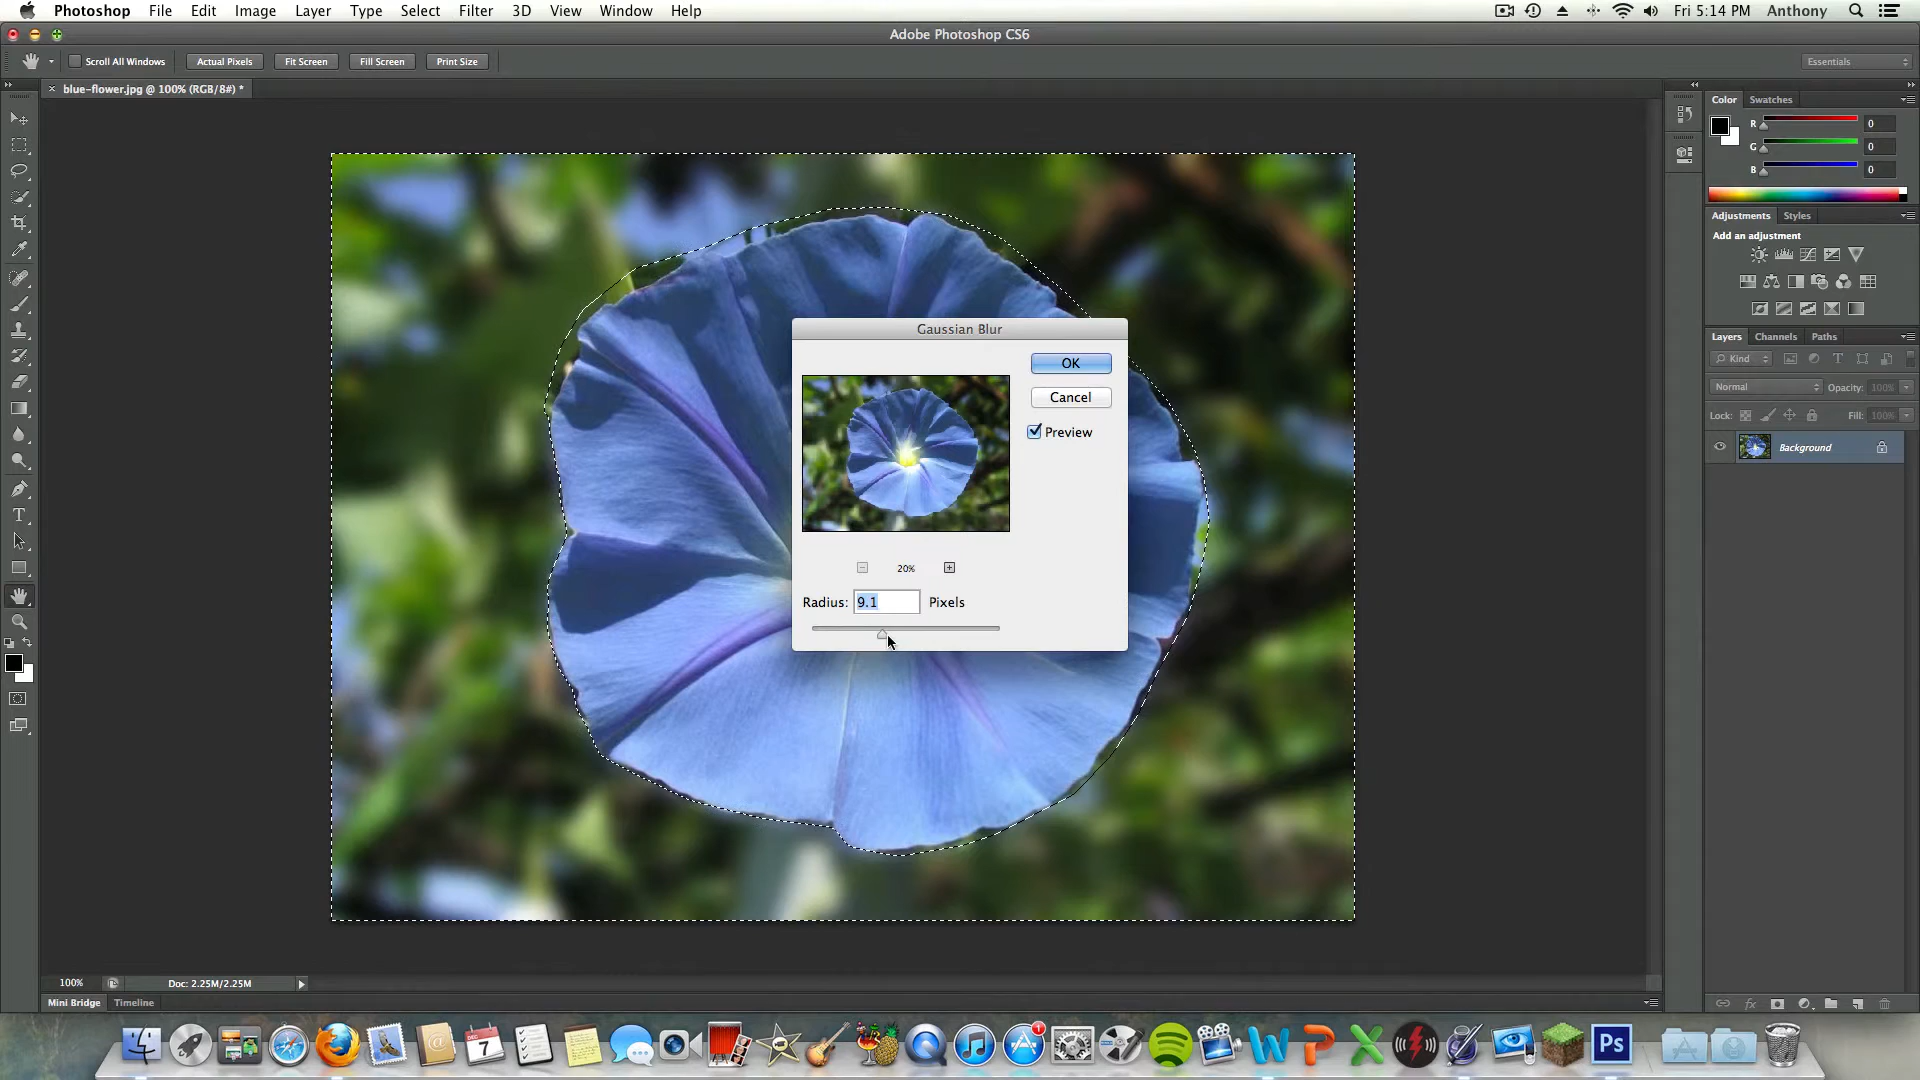 Photoshop File Edit Image Layer Type Select Filter 3D View Window Help Fri 5:14 PM Anthony
Adobe Photoshop CS6
Scroll All Windows Actual Pixels Fit Screen Fill Screen Print Size Essentials
blue-flower.jpg @ 100% (RGB/8#) *
Color Swatches
R 0
G 0
B 0
Adjustments Styles
Add an adjustment
Layers Channels Paths
Kind
Normal Opacity: 100%
Lock: Fill: 100%
Background
Gaussian Blur
OK
Cancel
Preview
20%
Radius: 9.1 Pixels
100% Doc: 2.25M/2.25M
Mini Bridge Timeline
DEC
7
1
Ps